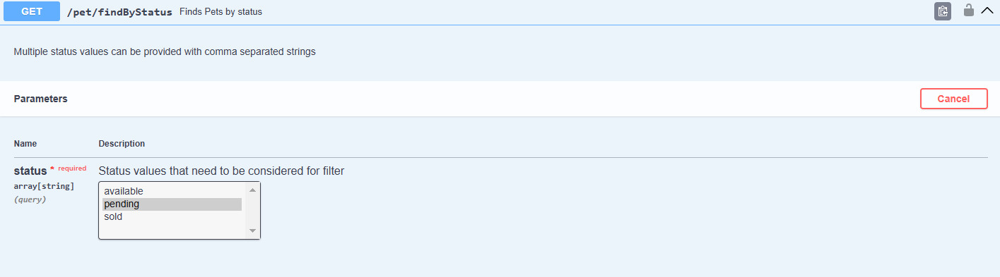 GET /pet/findByStatus Finds Pets by status
Multiple status values can be provided with comma separated strings
Parameters Cancel
Name Description
status * required Status values that need to be considered for filter
array[string]
(query)
available
pending
sold